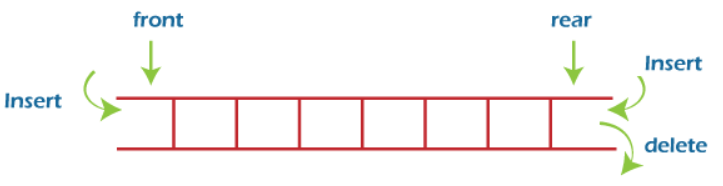 front
rear
Insert
Insert
delete